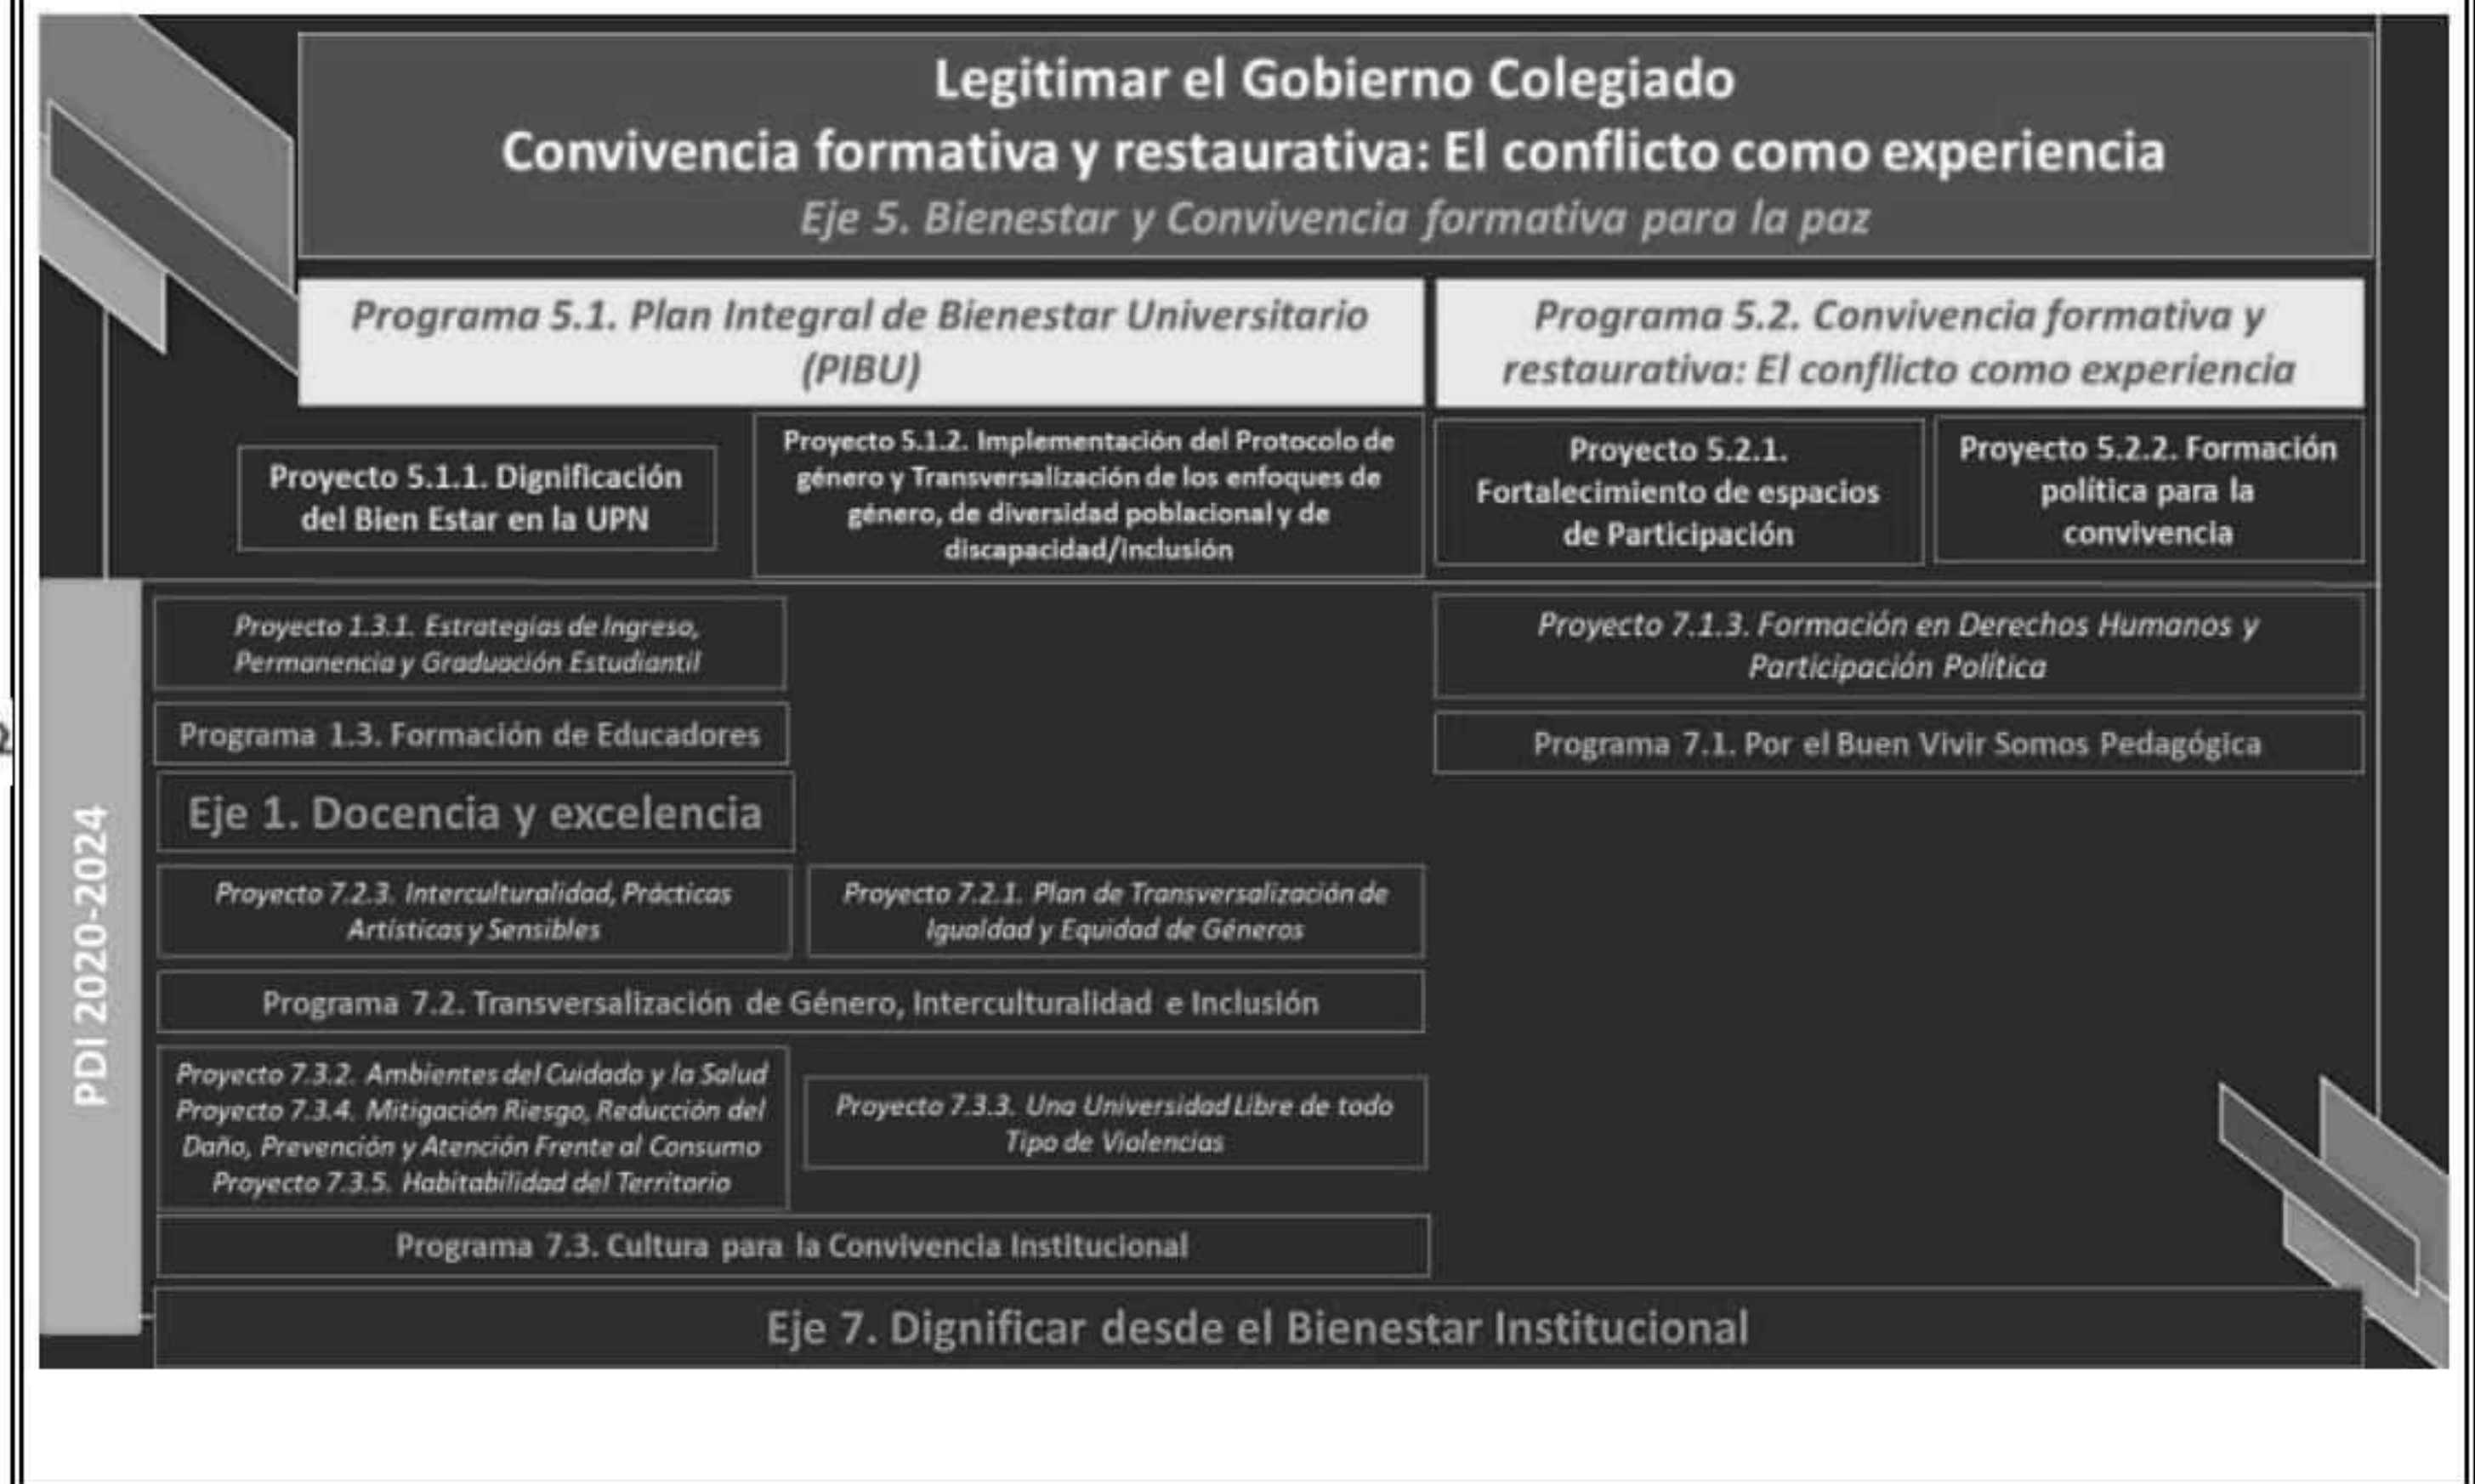 Legitimar el Gobierno Colegiado
Convivencia formativa y restaurativa: El conflicto como experiencia
Eje 5. Bienestar y Convivencia formativa para la paz
Programa 5.1. Plan Integral de Bienestar Universitario
(PIBU)
Programa 5.2. Convivencia formativa y
restaurativa: El conflicto como experiencia
Proyecto 5.1.1. Dignificación
del Bien Estar en la UPN
Proyecto 5.1.2. Implementación del Protocolo de
género y Transversalización de los enfoques de
género, de diversidad poblacional y de
discapacidad/inclusión
Proyecto 5.2.1.
Fortalecimiento de espacios
de Participación
Proyecto 5.2.2. Formación
política para la
convivencia
PDI 2020-2024
Proyecto 1.3.1. Estrategias de Ingreso,
Permanencia y Graduación Estudiantil
Programa 1.3. Formación de Educadores
Eje 1. Docencia y excelencia
Proyecto 7.1.3. Formación en Derechos Humanos y
Participación Política
Programa 7.1. Por el Buen Vivir Somos Pedagógica
Proyecto 7.2.3. Interculturalidad, Prácticas
Artísticas y Sensibles
Proyecto 7.2.1. Plan de Transversalización de
Igualdad y Equidad de Géneros
Programa 7.2. Transversalización de Género, Interculturalidad e Inclusión
Proyecto 7.3.2. Ambientes del Cuidado y la Salud
Proyecto 7.3.4. Mitigación Riesgo, Reducción del
Daño, Prevención y Atención Frente al Consumo
Proyecto 7.3.5. Habitabilidad del Territorio
Proyecto 7.3.3. Una Universidad Libre de todo
Tipo de Violencias
Programa 7.3. Cultura para la Convivencia Institucional
Eje 7. Dignificar desde el Bienestar Institucional